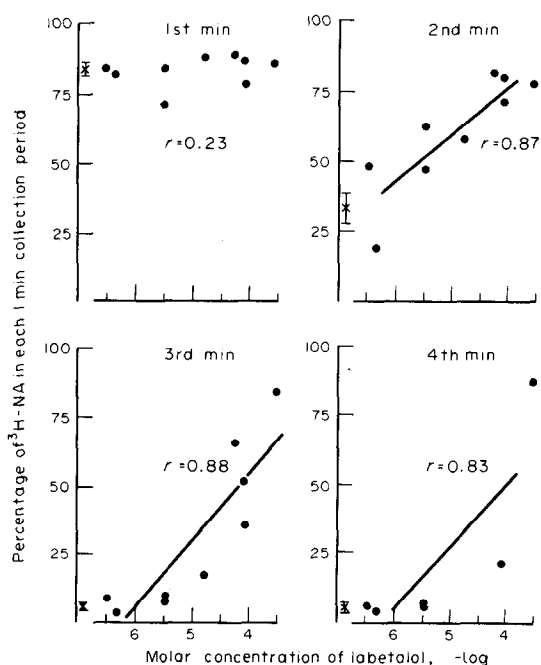 Percentage of ³H-NA in each 1 min collection period
100
75
50
25
1st min
r=0.23
100
75
50
25
2nd min
r=0.87
100
75
50
25
3rd min
r=0.88
6 5 4
100
75
50
25
4th min
r=0.83
6 5 4
Molar concentration of labetalol, -log